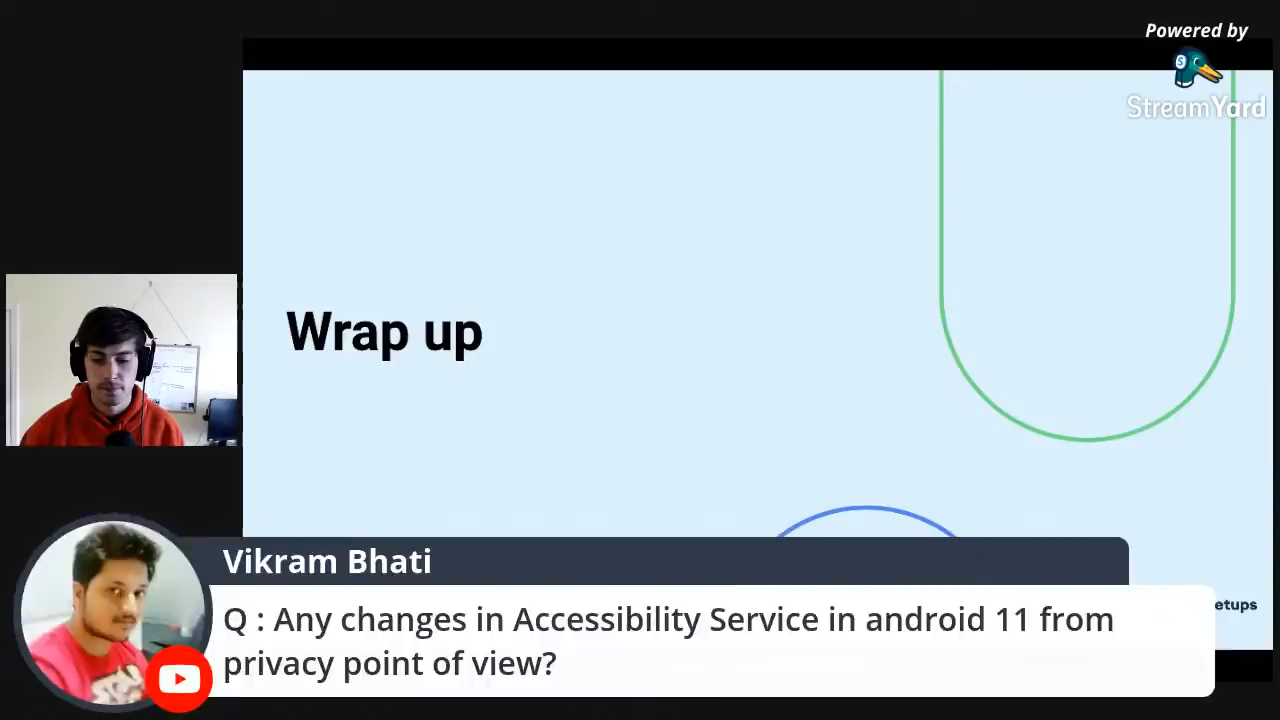 Powered by
StreamYard
Wrap up
Vikram Bhati
Q : Any changes in Accessibility Service in android 11 from
privacy point of view?
etups